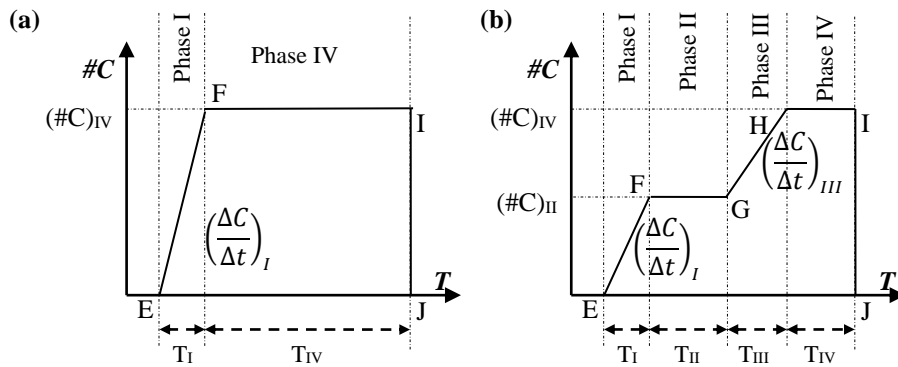 (a)
Phase I
Phase IV
#C
F
(#C)IV
I
(ΔC/Δt)I
T
E
J
TI
TIV
(b)
Phase I
Phase II
Phase III
Phase IV
#C
(#C)IV
H
I
(ΔC/Δt)III
F
(#C)II
G
(ΔC/Δt)I
T
E
J
TI
TII
TIII
TIV